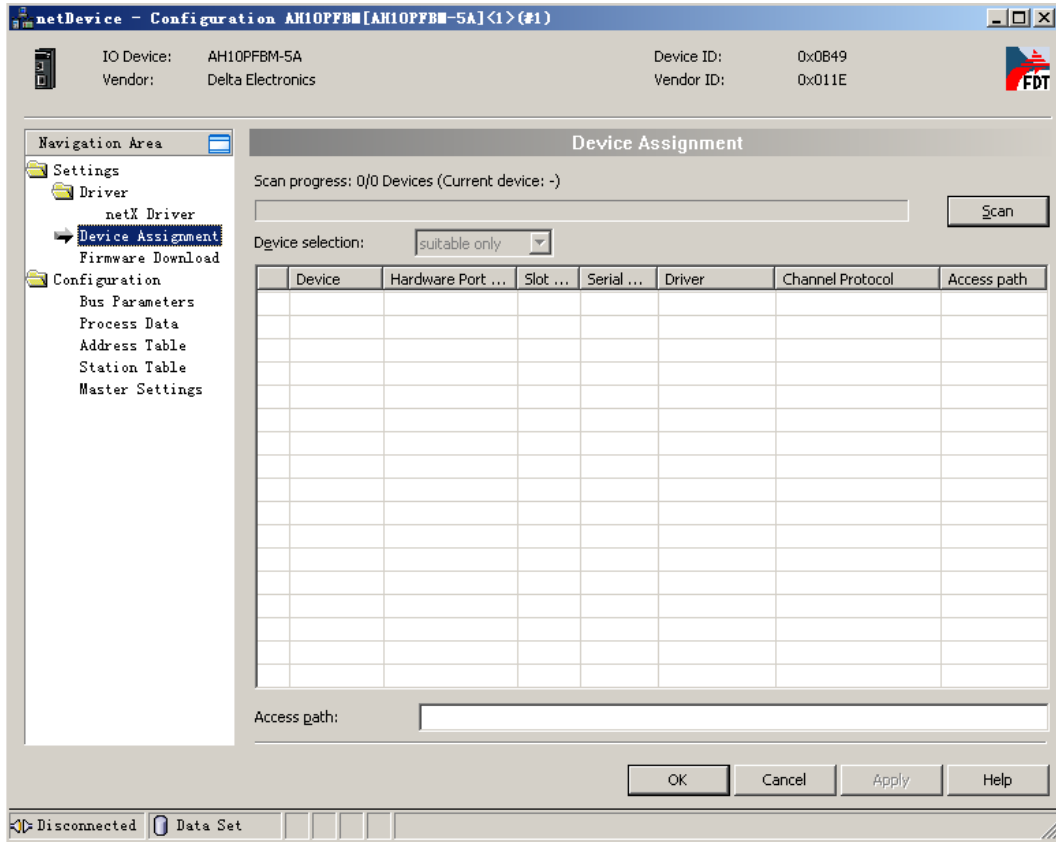 netDevice - Configuration AH10PFBM[AH10PFBM-5A]<1>(#1)
IO Device: AH10PFBM-5A Device ID: 0x0B49
Vendor: Delta Electronics Vendor ID: 0x011E
FDT
Navigation Area
Settings
Driver
netX Driver
Device Assignment
Firmware Download
Configuration
Bus Parameters
Process Data
Address Table
Station Table
Master Settings
Device Assignment
Scan progress: 0/0 Devices (Current device: -)
Scan
Device selection: suitable only
Device Hardware Port ... Slot ... Serial ... Driver Channel Protocol Access path
Access path:
OK Cancel Apply Help
Disconnected Data Set